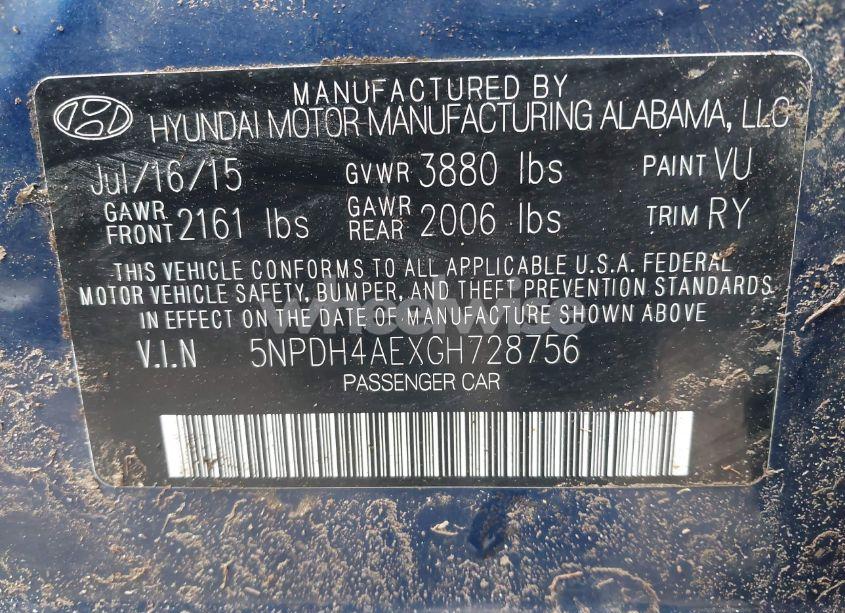 MANUFACTURED BY
HYUNDAI MOTOR MANUFACTURING ALABAMA, LLC
Jul/16/15 GVWR 3880 lbs PAINT VU
GAWR FRONT 2161 lbs GAWR REAR 2006 lbs TRIM RY
THIS VEHICLE CONFORMS TO ALL APPLICABLE U.S.A. FEDERAL
MOTOR VEHICLE SAFETY, BUMPER, AND THEFT PREVENTION STANDARDS
IN EFFECT ON THE DATE OF MANUFACTURE SHOWN ABOVE
wheelwise
V.I.N 5NPDH4AEXGH728756
PASSENGER CAR